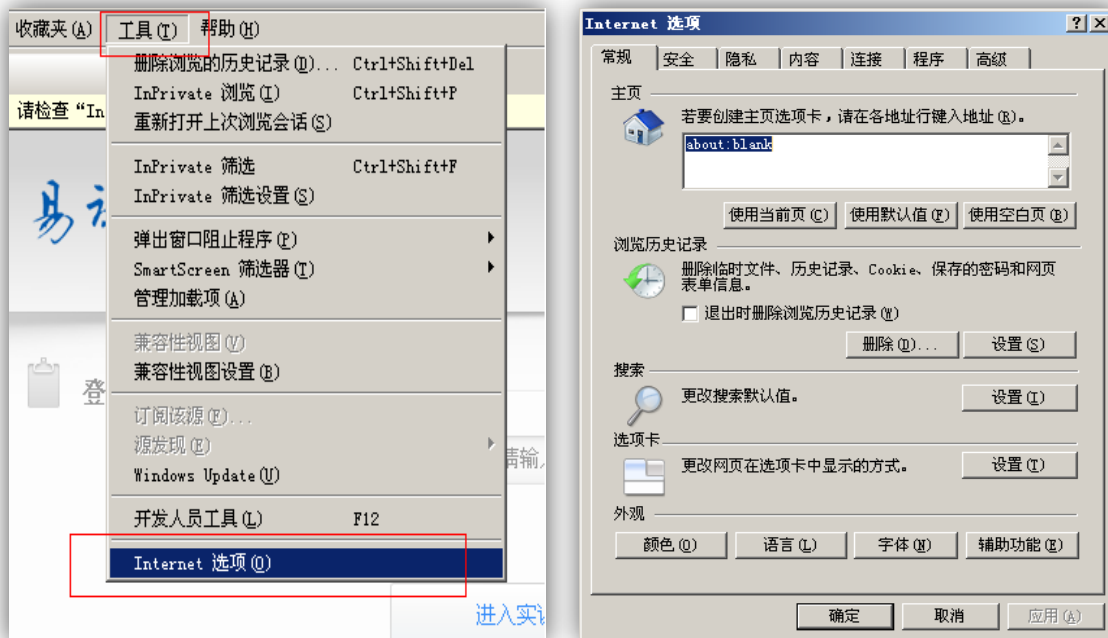 收藏夹(A) 工具(T) 帮助(H)
删除浏览的历史记录(D)... Ctrl+Shift+Del
InPrivate 浏览(I) Ctrl+Shift+P
重新打开上次浏览会话(S)
请检查“In
InPrivate 筛选 Ctrl+Shift+F
InPrivate 筛选设置(S)
易
弹出窗口阻止程序(P)
SmartScreen 筛选器(T)
管理加载项(A)
兼容性视图(V)
兼容性视图设置(B)
登
订阅该源(F)...
源发现(E)
请输
Windows Update(U)
开发人员工具(L) F12
Internet 选项(O)
进入实
Internet 选项
常规 安全 隐私 内容 连接 程序 高级
主页
若要创建主页选项卡，请在各地址行键入地址(R)。
about:blank
使用当前页(C) 使用默认值(F) 使用空白页(B)
浏览历史记录
删除临时文件、历史记录、Cookie、保存的密码和网页
表单信息。
退出时删除浏览历史记录(W)
删除(D)... 设置(S)
搜索
更改搜索默认值。 设置(I)
选项卡
更改网页在选项卡中显示的方式。 设置(T)
外观
颜色(O) 语言(L) 字体(N) 辅助功能(E)
确定 取消 应用(A)